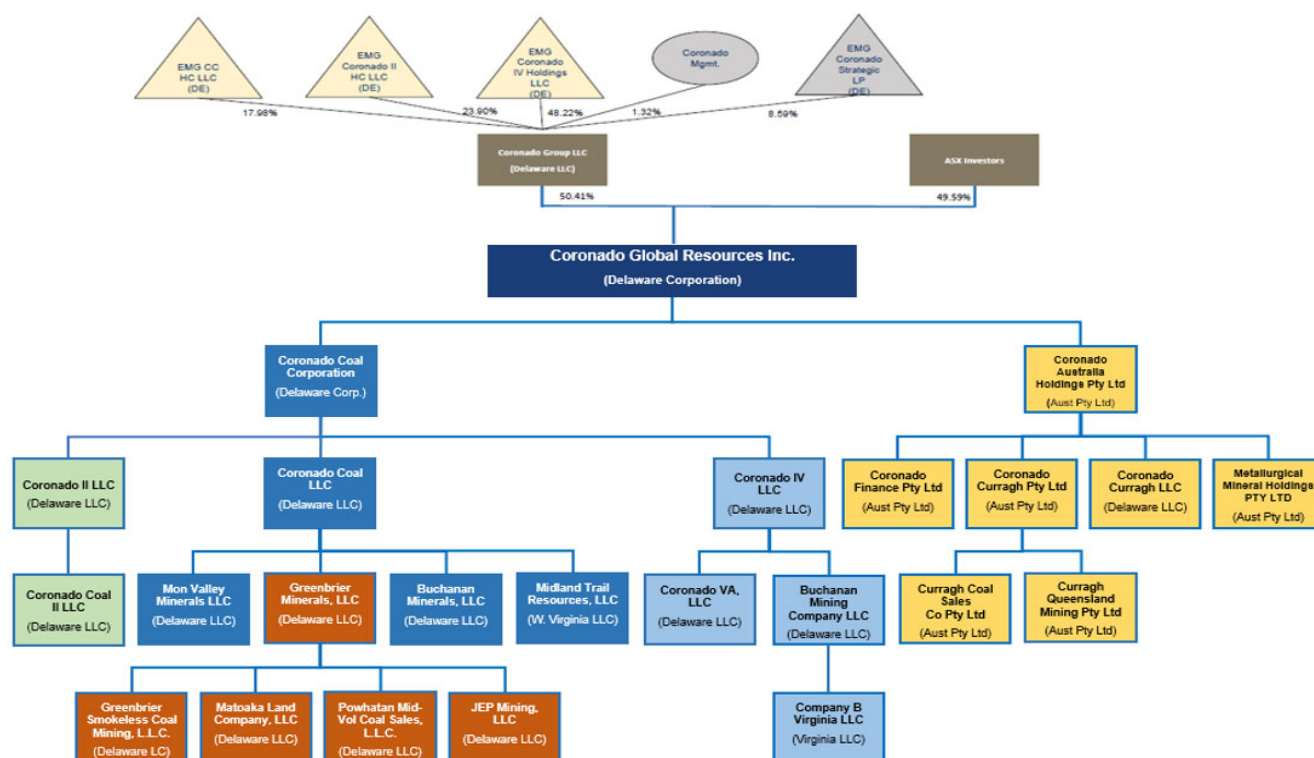 EMG CC
HC LLC
(DE)
EMG
Coronado II
HC LLC
(DE)
EMG
Coronado
IV Holdings
LLC
(DE)
Coronado
Mgmt.
EMG
Coronado
Strategic
LP
(DE)
17.98%
23.90%
48.22%
1.32%
8.59%
Coronado Group LLC
(Delaware LLC)
ASX Investors
50.41%
49.59%
Coronado Global Resources Inc.
(Delaware Corporation)
Coronado Coal
Corporation
(Delaware Corp.)
Coronado
Australia
Holdings Pty Ltd
(Aust Pty Ltd)
Coronado II LLC
(Delaware LLC)
Coronado Coal
LLC
(Delaware LLC)
Coronado IV
LLC
(Delaware LLC)
Coronado
Finance Pty Ltd
(Aust Pty Ltd)
Coronado
Curragh Pty Ltd
(Aust Pty Ltd)
Coronado
Curragh LLC
(Delaware LLC)
Metallurgical
Mineral Holdings
PTY LTD
(Aust Pty Ltd)
Coronado Coal
II LLC
(Delaware LLC)
Mon Valley
Minerals LLC
(Delaware LLC)
Greenbrier
Minerals, LLC
(Delaware LLC)
Buchanan
Minerals, LLC
(Delaware LLC)
Midland Trail
Resources, LLC
(W. Virginia LLC)
Coronado VA,
LLC
(Delaware LLC)
Buchanan
Mining
Company LLC
(Delaware LLC)
Curragh Coal
Sales
Co Pty Ltd
(Aust Pty Ltd)
Curragh
Queensland
Mining Pty Ltd
(Aust Pty Ltd)
Greenbrier
Smokeless Coal
Mining, L.L.C.
(Delaware LC)
Matoaka Land
Company, LLC
(Delaware LLC)
Powhatan Mid-
Vol Coal Sales,
L.L.C.
(Delaware LLC)
JEP Mining,
LLC
(Delaware LLC)
Company B
Virginia LLC
(Virginia LLC)